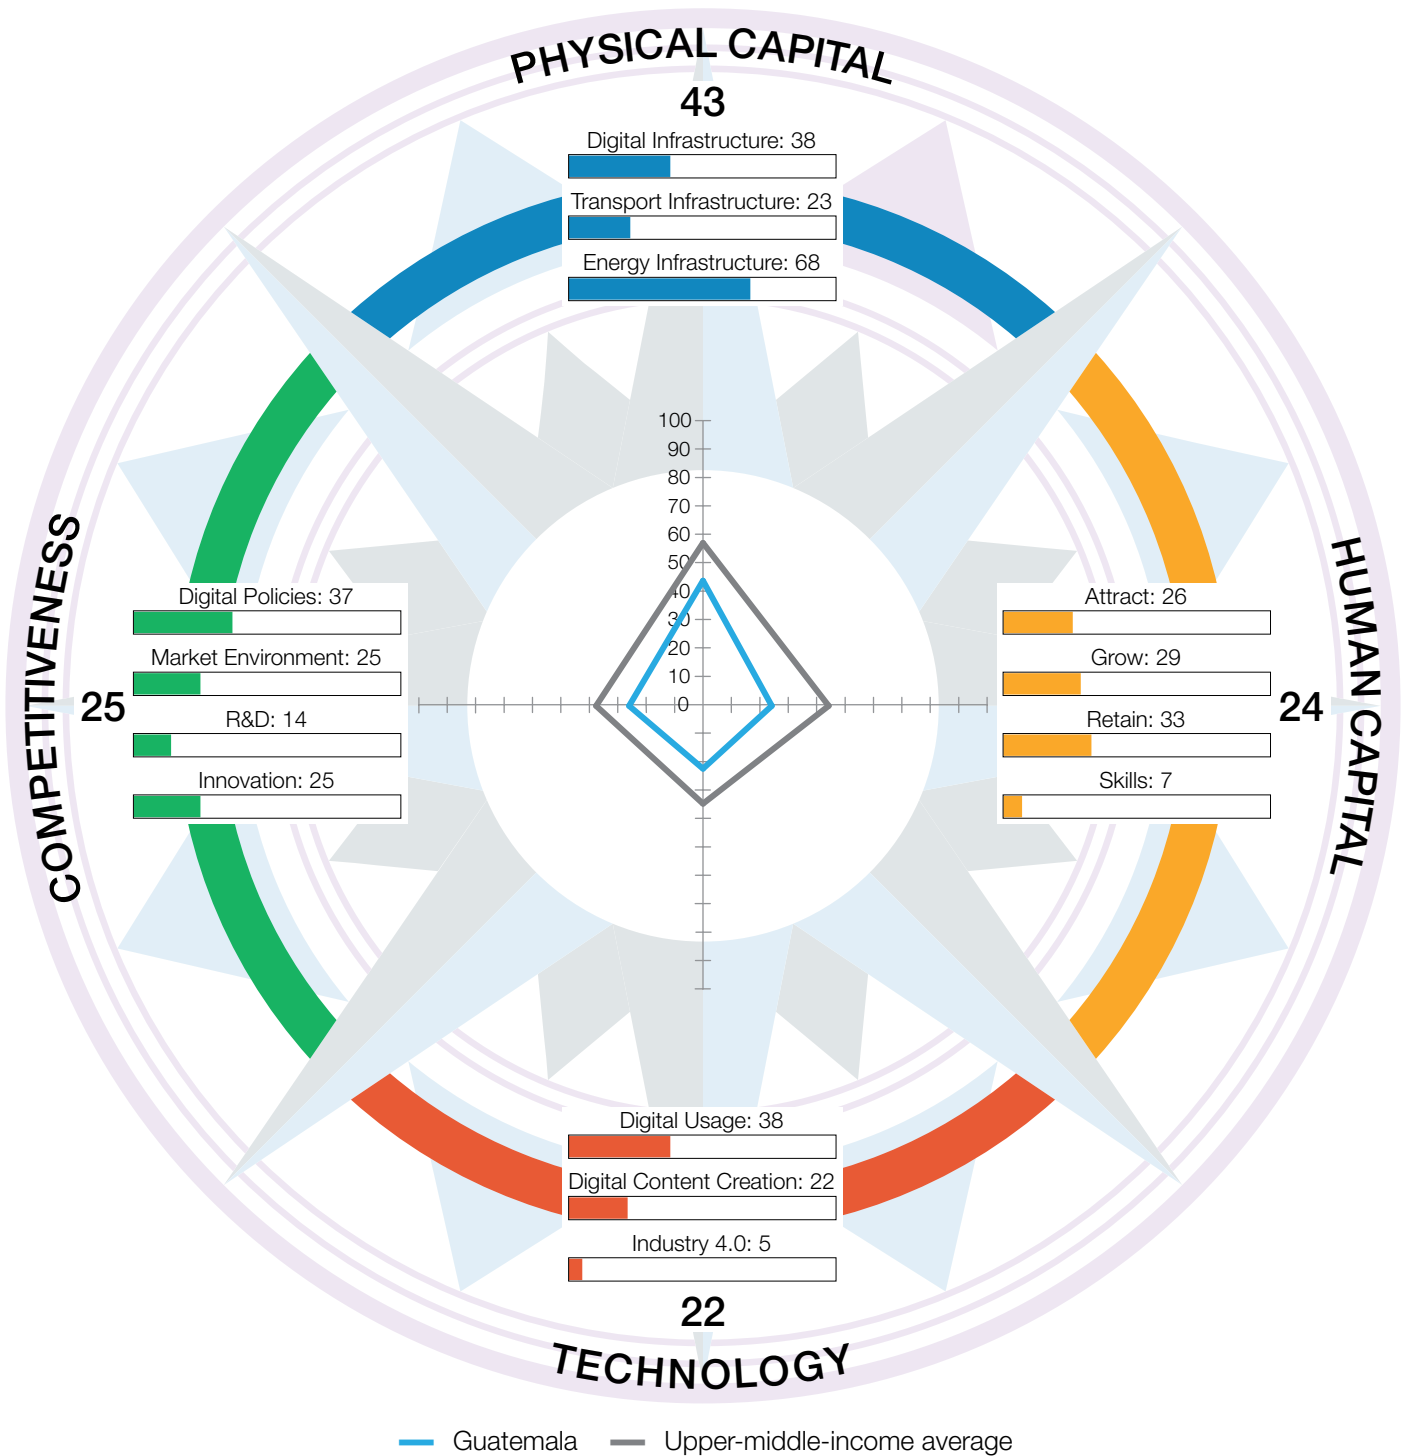 PHYSICAL CAPITAL
43
Digital Infrastructure: 38
Transport Infrastructure: 23
Energy Infrastructure: 68
100
90
80
70
60
50
40
30
20
10
0
COMPETITIVENESS
25
Digital Policies: 37
Market Environment: 25
R&D: 14
Innovation: 25
HUMAN CAPITAL
24
Attract: 26
Grow: 29
Retain: 33
Skills: 7
Digital Usage: 38
Digital Content Creation: 22
Industry 4.0: 5
22
TECHNOLOGY
Guatemala Upper-middle-income average